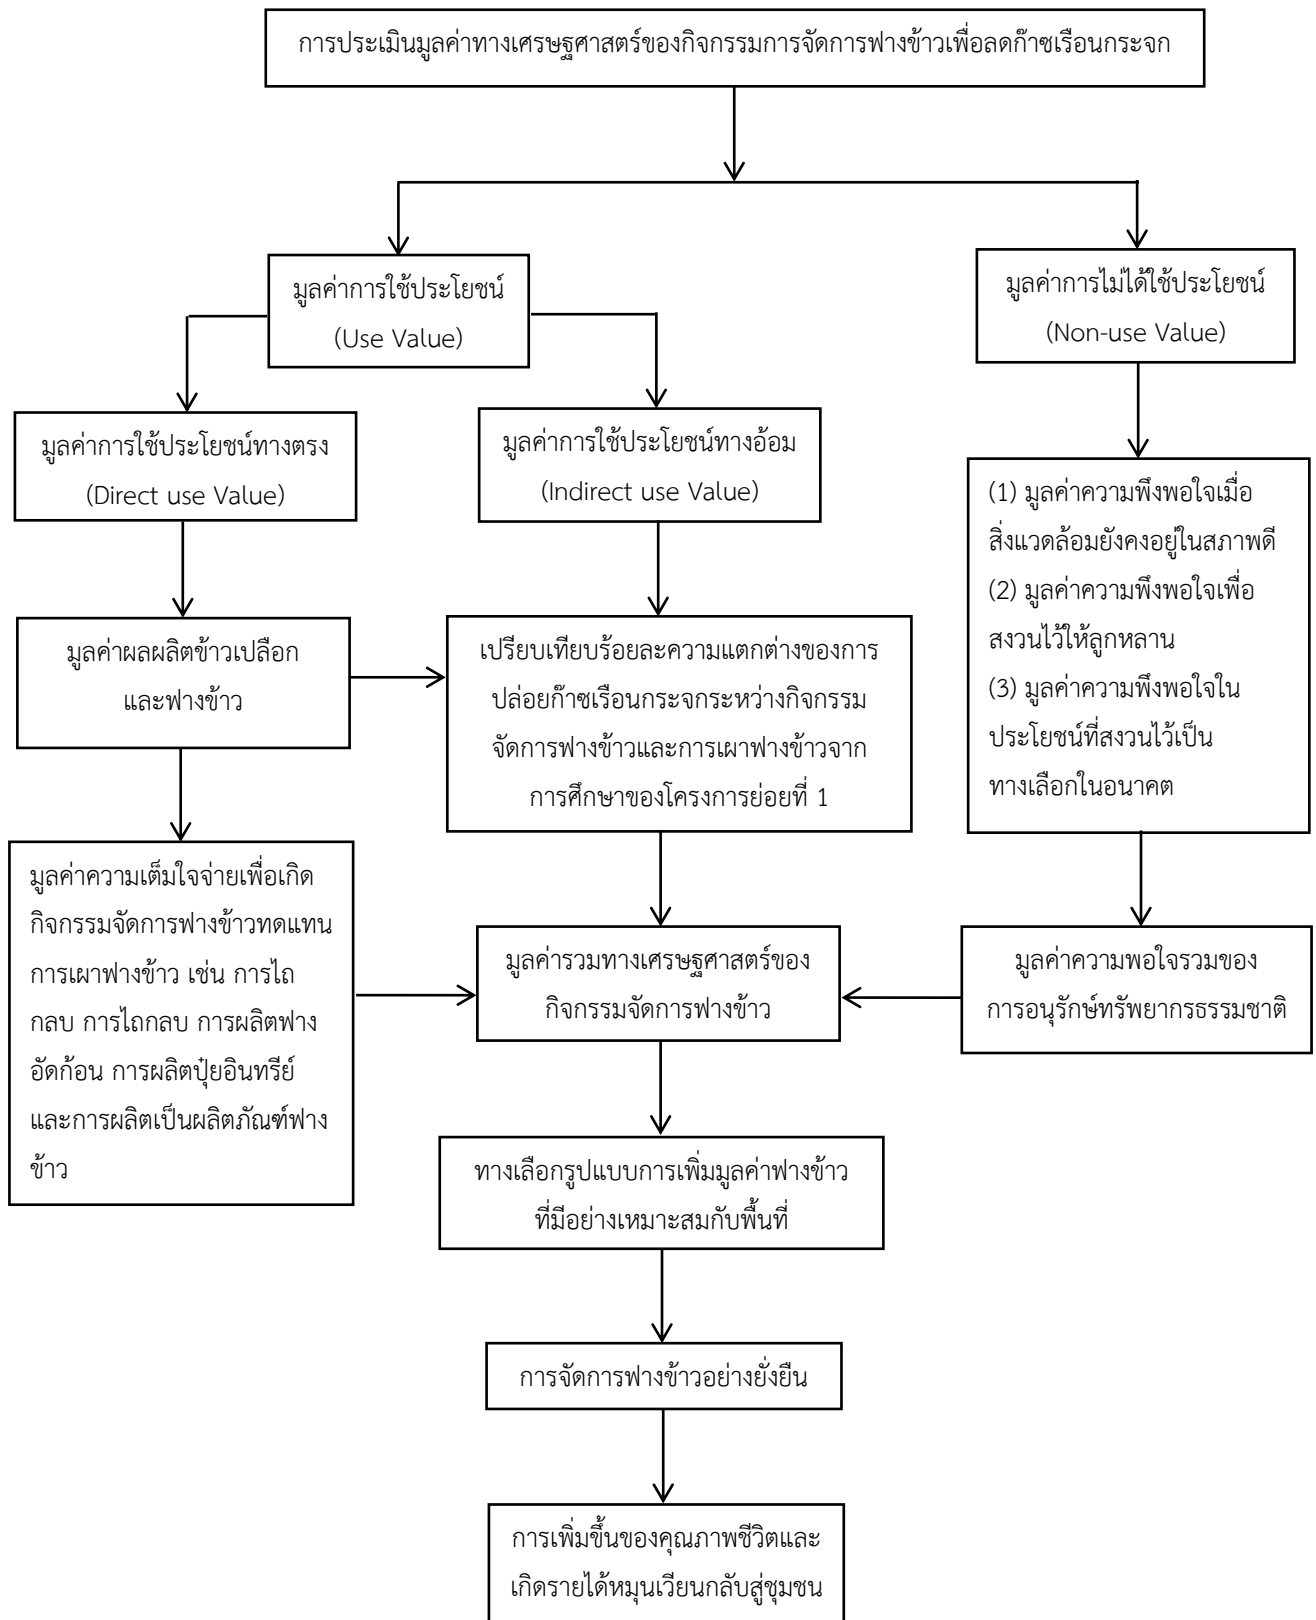 การประเมินมูลค่าทางเศรษฐศาสตร์ของกิจกรรมการจัดการฟางข้าวเพื่อลดก๊าซเรือนกระจก
มูลค่าการใช้ประโยชน์
(Use Value)
มูลค่าการไม่ได้ใช้ประโยชน์
(Non-use Value)
มูลค่าการใช้ประโยชน์ทางตรง
(Direct use Value)
มูลค่าการใช้ประโยชน์ทางอ้อม
(Indirect use Value)
(1) มูลค่าความพึงพอใจเมื่อ
สิ่งแวดล้อมยังคงอยู่ในสภาพดี
(2) มูลค่าความพึงพอใจเพื่อ
สงวนไว้ให้ลูกหลาน
(3) มูลค่าความพึงพอใจใน
ประโยชน์ที่สงวนไว้เป็น
ทางเลือกในอนาคต
มูลค่าผลผลิตข้าวเปลือก
และฟางข้าว
เปรียบเทียบร้อยละความแตกต่างของการ
ปล่อยก๊าซเรือนกระจกระหว่างกิจกรรม
จัดการฟางข้าวและการเผาฟางข้าวจาก
การศึกษาของโครงการย่อยที่ 1
มูลค่าความเต็มใจจ่ายเพื่อเกิด
กิจกรรมจัดการฟางข้าวทดแทน
การเผาฟางข้าว เช่น การไถ
กลบ การไถกลบ การผลิตฟาง
อัดก้อน การผลิตปุ๋ยอินทรีย์
และการผลิตเป็นผลิตภัณฑ์ฟาง
ข้าว
มูลค่ารวมทางเศรษฐศาสตร์ของ
กิจกรรมจัดการฟางข้าว
มูลค่าความพอใจรวมของ
การอนุรักษ์ทรัพยากรธรรมชาติ
ทางเลือกรูปแบบการเพิ่มมูลค่าฟางข้าว
ที่มีอย่างเหมาะสมกับพื้นที่
การจัดการฟางข้าวอย่างยั่งยืน
การเพิ่มขึ้นของคุณภาพชีวิตและ
เกิดรายได้หมุนเวียนกลับสู่ชุมชน